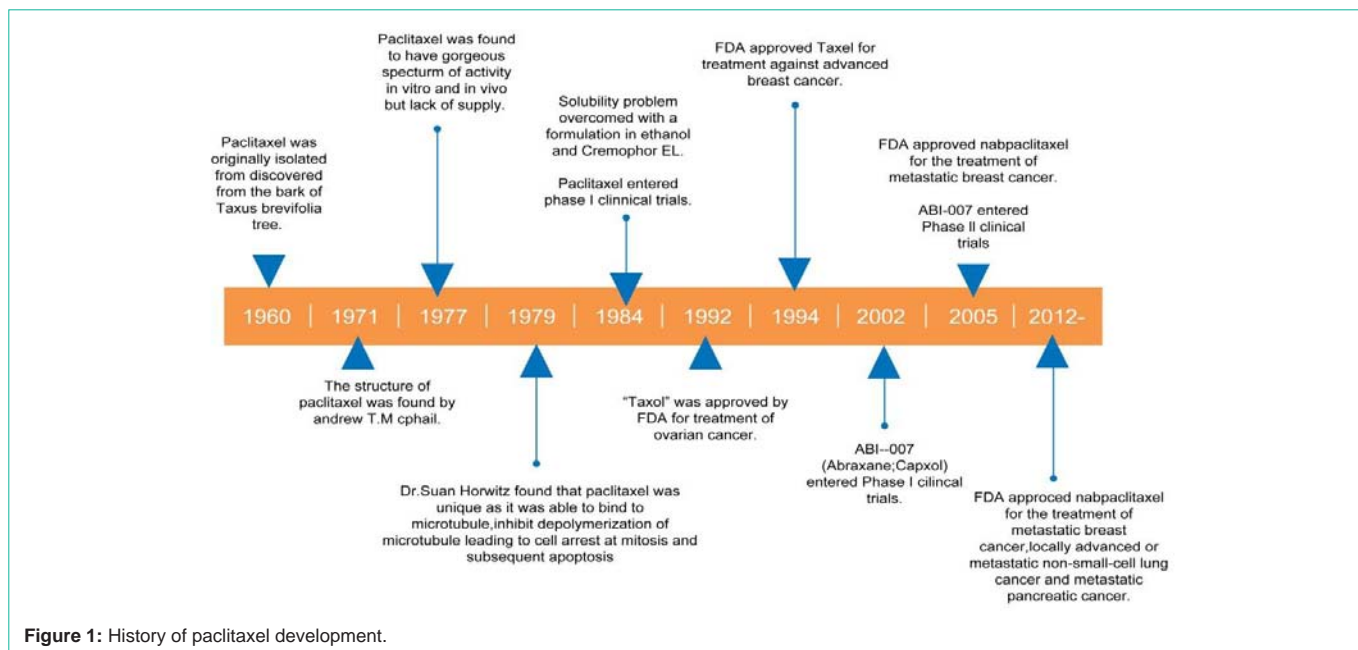 Paclitaxel was
originally isolated
from discovered
from the bark of
Taxus brevifolia
tree.
Paclitaxel was found
to have gorgeous
specturm of activity
in vitro and in vivo
but lack of supply.
Solubility problem
overcomed with a
formulation in ethanol
and Cremophor EL.
Paclitaxel entered
phase I clinnical trials.
FDA approved Taxel for
treatment against advanced
breast cancer.
FDA approved nabpaclitaxel
for the treatment of
metastatic breast cancer.
ABI-007 entered
Phase II clinical
trials
1960 | 1971 | 1977 | 1979 | 1984 | 1992 | 1994 | 2002 | 2005 | 2012-
The structure of
paclitaxel was found by
andrew T.M cphail.
Dr.Suan Horwitz found that paclitaxel was
unique as it was able to bind to
microtubule,inhibit depolymerization of
microtubule leading to cell arrest at mitosis and
subsequent apoptosis
"Taxol" was approved by
FDA for treatment of
ovarian cancer.
ABI--007
(Abraxane;Capxol)
entered Phase I cilincal
trials.
FDA approced nabpaclitaxel
for the treatment of
metastatic breast
cancer,locally advanced or
metastatic non-small-cell lung
cancer and metastatic
pancreatic cancer.
Figure 1: History of paclitaxel development.